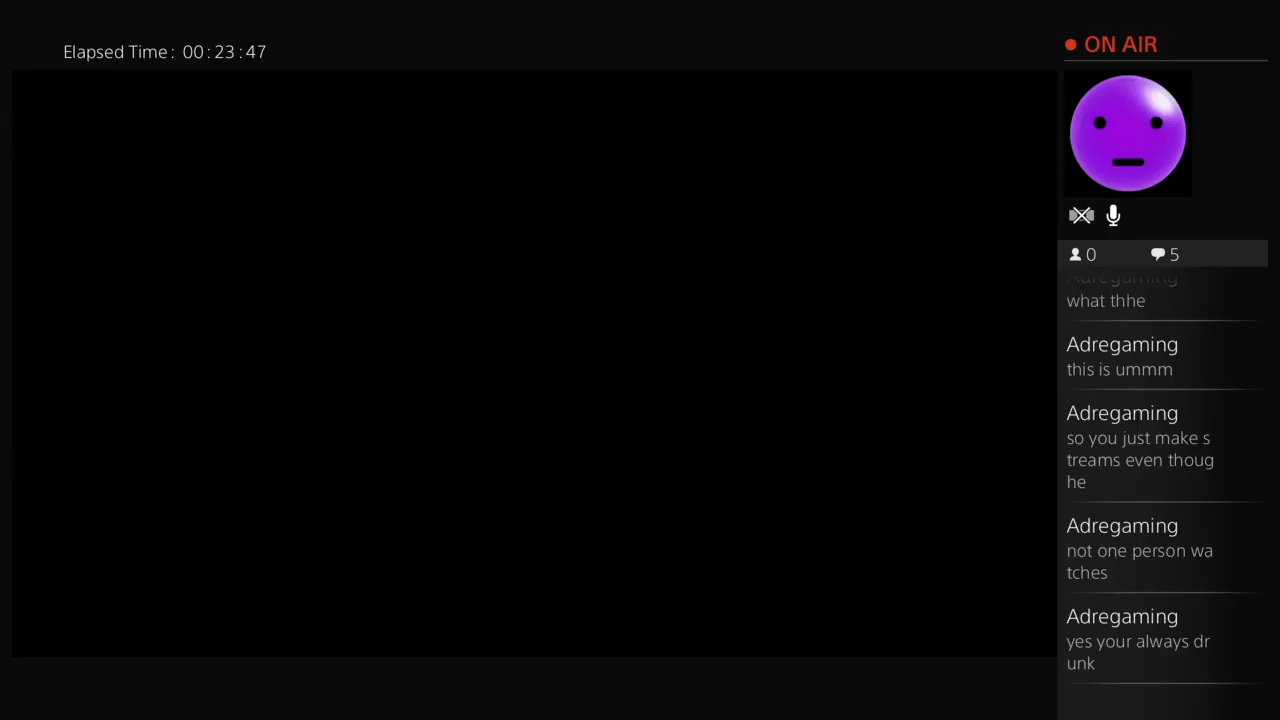 Elapsed Time: 00:23:47
ON AIR
0
5
Adregaming
what thhe
Adregaming
this is ummm
Adregaming
so you just make s
treams even thoug
he
Adregaming
not one person wa
tches
Adregaming
yes your always dr
unk